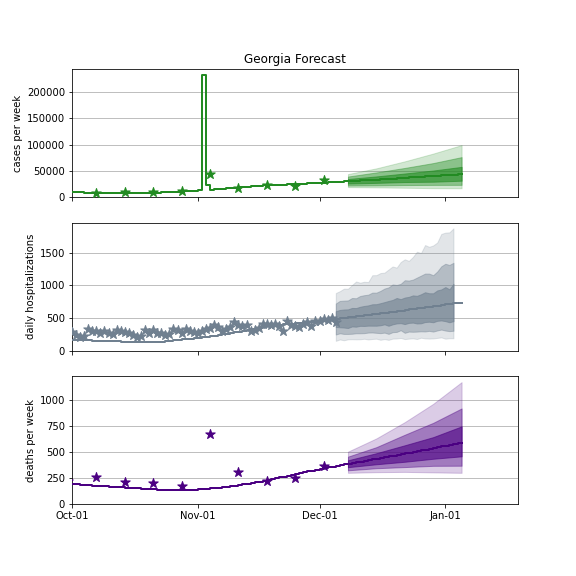 Georgia Forecast
cases per week
200000
150000
100000
50000
0
daily hospitalizations
1500
1000
500
0
deaths per week
1000
750
500
250
0
Oct-01 Nov-01 Dec-01 Jan-01